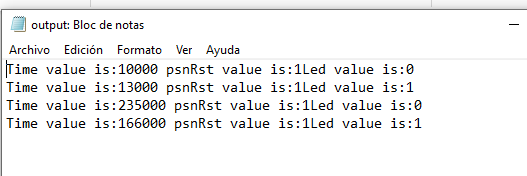 output: Bloc de notas
Archivo Edición Formato Ver Ayuda
Time value is:10000 psnRst value is:1Led value is:0
Time value is:13000 psnRst value is:1Led value is:1
Time value is:235000 psnRst value is:1Led value is:0
Time value is:166000 psnRst value is:1Led value is:1